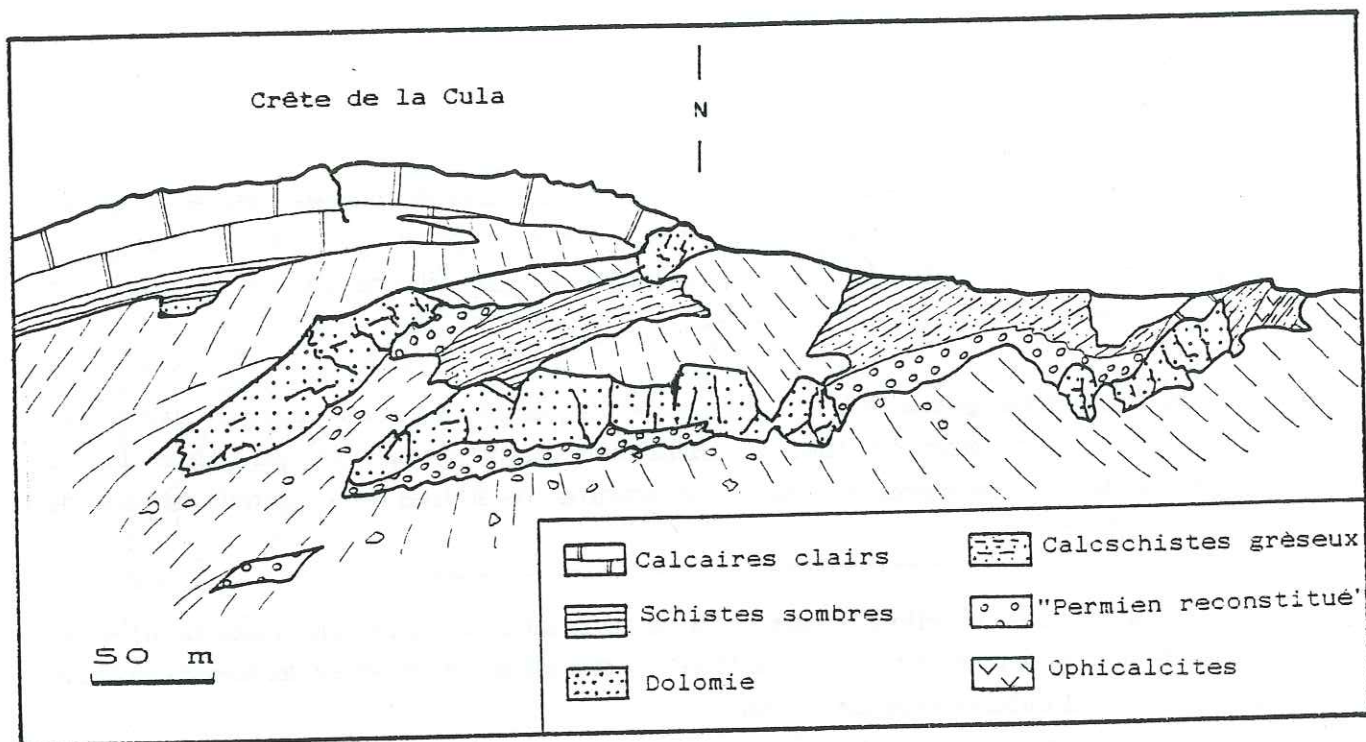 Crête de la Cula
N
Calcaires clairs
Schistes sombres
Dolomie
Calcschistes grèseux
"Permien reconstitué"
Ophicalcites
50 m